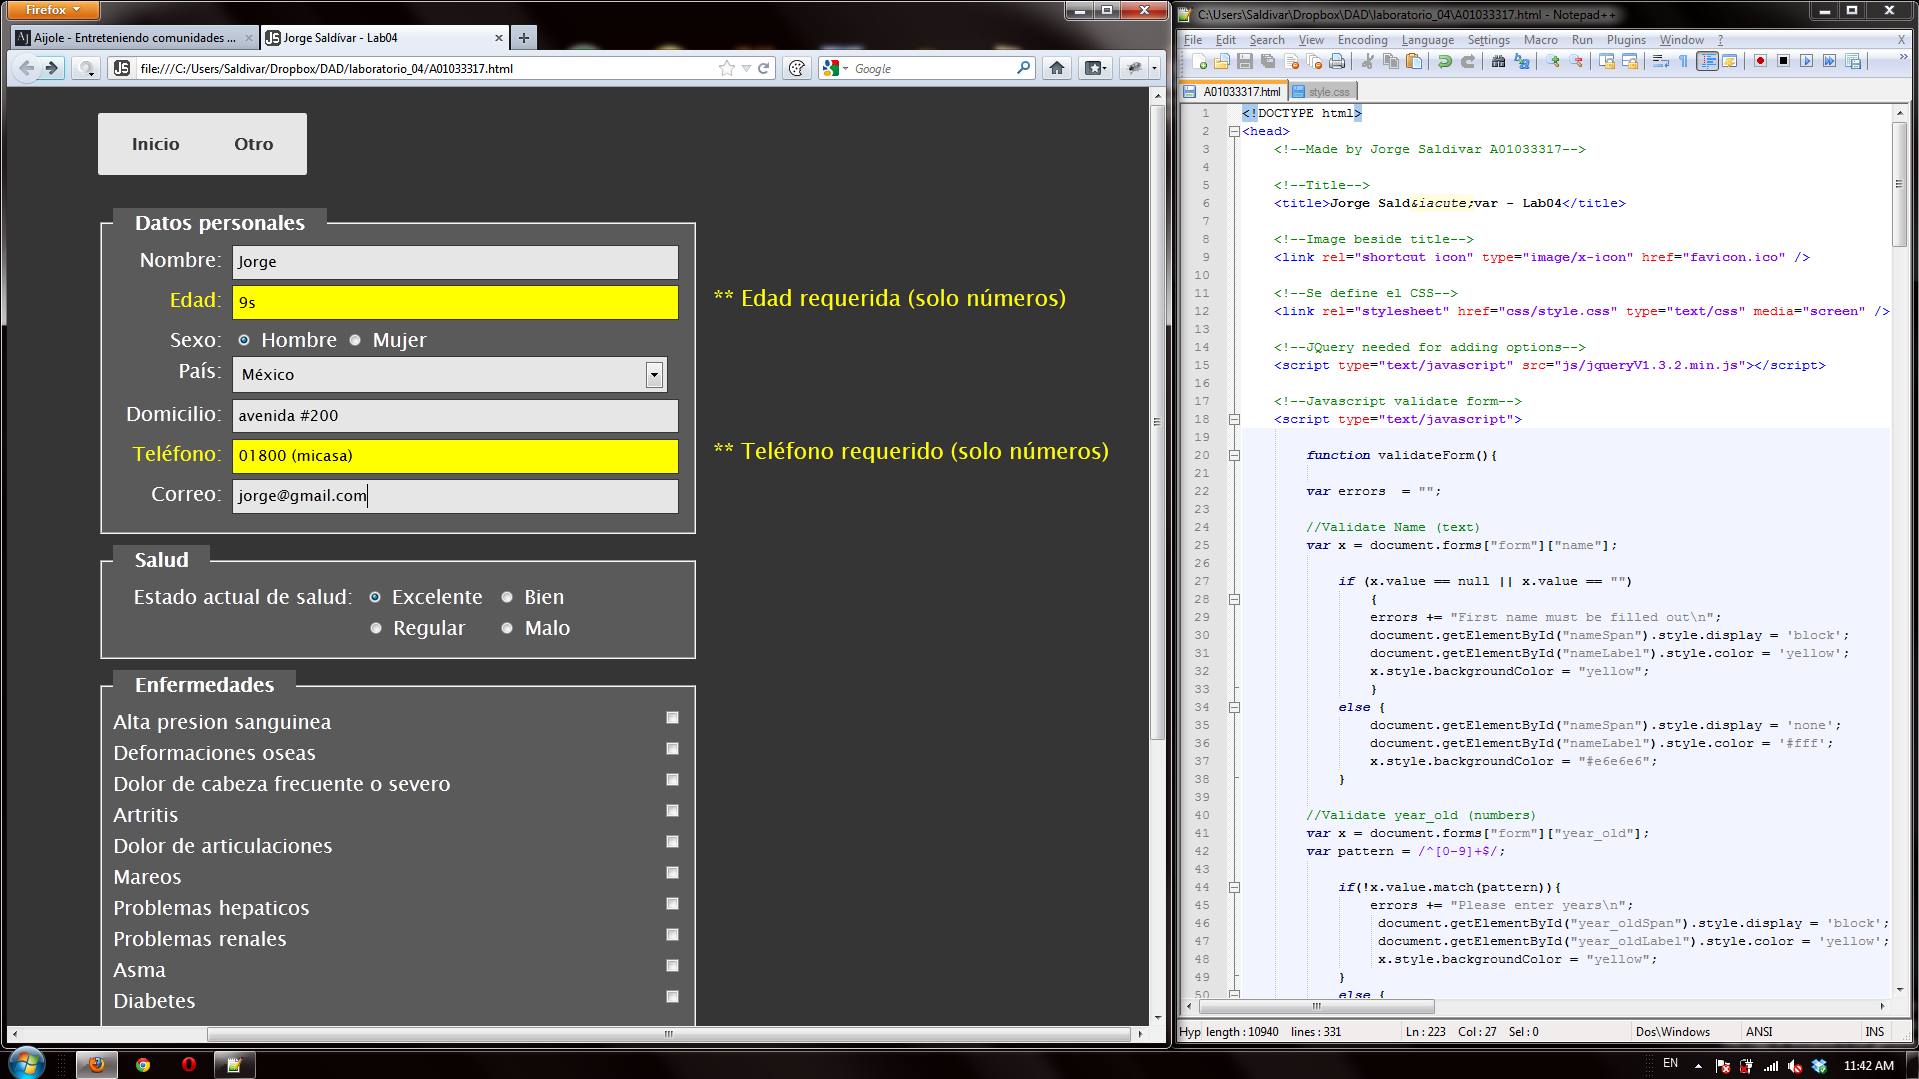 Firefox
Aijole - Entreteniendo comunidades ...
Jorge Saldívar - Lab04
file:///C:/Users/Saldivar/Dropbox/DAD/laboratorio_04/A01033317.html
Google
Inicio Otro
Datos personales
Nombre: Jorge
Edad: 9s ** Edad requerida (solo números)
Sexo: Hombre Mujer
País: México
Domicilio: avenida #200
Teléfono: 01800 (micasa) ** Teléfono requerido (solo números)
Correo: jorge@gmail.com
Salud
Estado actual de salud: Excelente Bien
Regular Malo
Enfermedades
Alta presion sanguinea
Deformaciones oseas
Dolor de cabeza frecuente o severo
Artritis
Dolor de articulaciones
Mareos
Problemas hepaticos
Problemas renales
Asma
Diabetes
C:\Users\Saldivar\Dropbox\DAD\laboratorio_04\A01033317.html - Notepad++
File Edit Search View Encoding Language Settings Macro Run Plugins Window ? X
A01033317.html style.css
1 <!DOCTYPE html>
2 <head>
3 <!--Made by Jorge Saldivar A01033317-->
4
5 <!--Title-->
6 <title>Jorge Sald&iacute;var - Lab04</title>
7
8 <!--Image beside title-->
9 <link rel="shortcut icon" type="image/x-icon" href="favicon.ico" />
10
11 <!--Se define el CSS-->
12 <link rel="stylesheet" href="css/style.css" type="text/css" media="screen" />
13
14 <!--JQuery needed for adding options-->
15 <script type="text/javascript" src="js/jqueryV1.3.2.min.js"></script>
16
17 <!--Javascript validate form-->
18 <script type="text/javascript">
19
20 function validateForm(){
21
22 var errors = "";
23
24 //Validate Name (text)
25 var x = document.forms["form"]["name"];
26
27 if (x.value == null || x.value == "")
28 {
29 errors += "First name must be filled out\n";
30 document.getElementById("nameSpan").style.display = 'block';
31 document.getElementById("nameLabel").style.color = 'yellow';
32 x.style.backgroundColor = "yellow";
33 }
34 else {
35 document.getElementById("nameSpan").style.display = 'none';
36 document.getElementById("nameLabel").style.color = '#fff';
37 x.style.backgroundColor = "#e6e6e6";
38 }
39
40 //Validate year_old (numbers)
41 var x = document.forms["form"]["year_old"];
42 var pattern = /^[0-9]+$/;
43
44 if(!x.value.match(pattern)){
45 errors += "Please enter years\n";
46 document.getElementById("year_oldSpan").style.display = 'block';
47 document.getElementById("year_oldLabel").style.color = 'yellow';
48 x.style.backgroundColor = "yellow";
49 }
50 else {
Hyp length : 10940 lines : 331 Ln : 223 Col : 27 Sel : 0 Dos\Windows ANSI INS
EN 11:42 AM